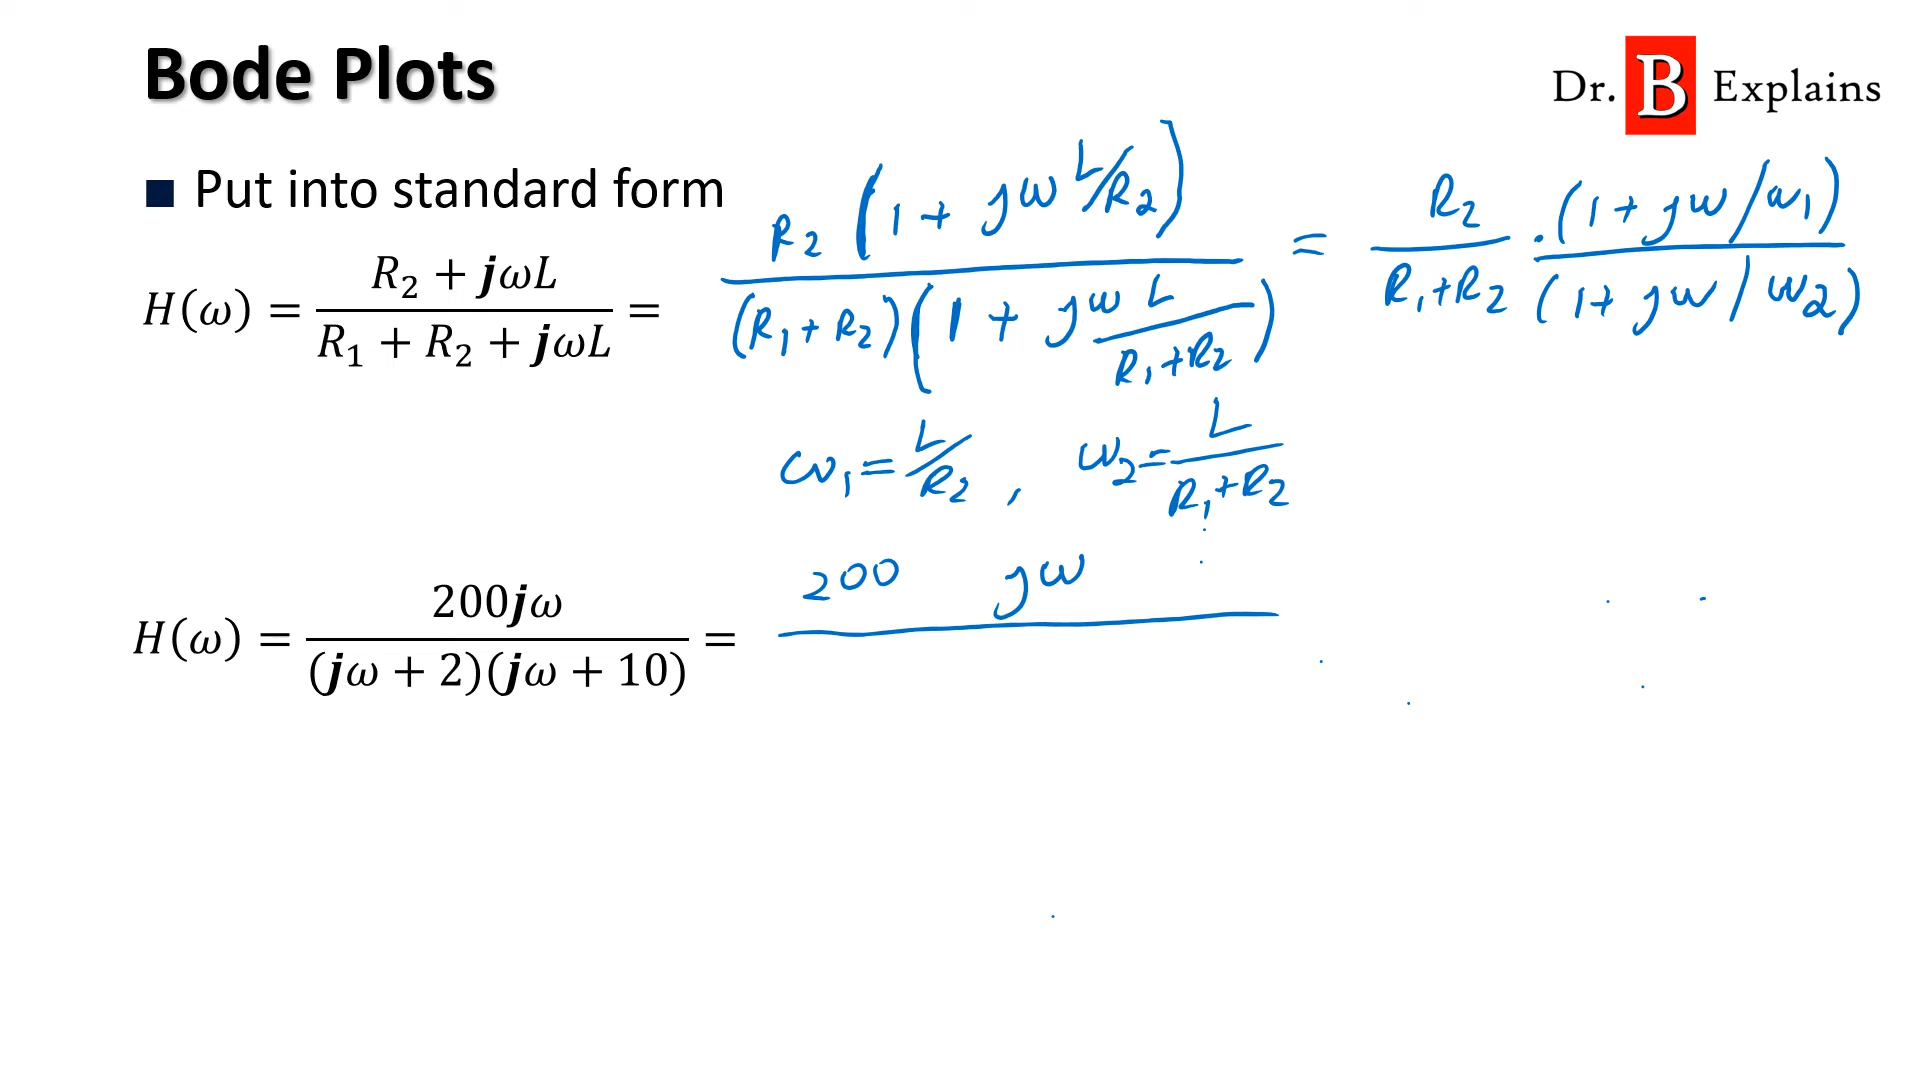 Bode Plots
Dr. B Explains
■ Put into standard form
H(ω) = (R₂ + jωL) / (R₁ + R₂ + jωL) = R₂ (1 + jω L/R₂) / ((R₁ + R₂)(1 + jω L / (R₁ + R₂))) = R₂ / (R₁+R₂) · (1 + jω/ω₁) / (1 + jω/ω₂)
ω₁ = L/R₂ , ω₂ = L / (R₁+R₂)
H(ω) = 200jω / ((jω + 2)(jω + 10)) = 200 jω